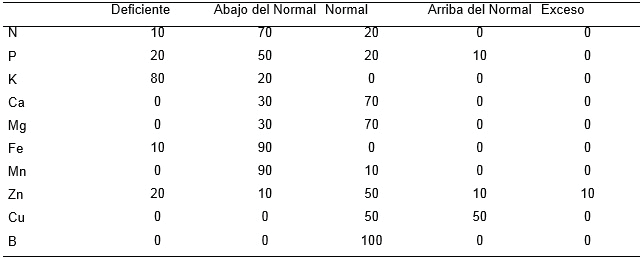 Deficiente Abajo del Normal Normal Arriba del Normal Exceso
N 10 70 20 0 0
P 20 50 20 10 0
K 80 20 0 0 0
Ca 0 30 70 0 0
Mg 0 30 70 0 0
Fe 10 90 0 0 0
Mn 0 90 10 0 0
Zn 20 10 50 10 10
Cu 0 0 50 50 0
B 0 0 100 0 0